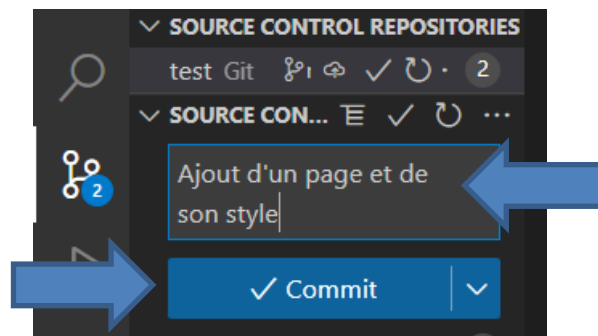 SOURCE CONTROL REPOSITORIES
test Git 2
SOURCE CON...
2
Ajout d'un page et de
son style
Commit